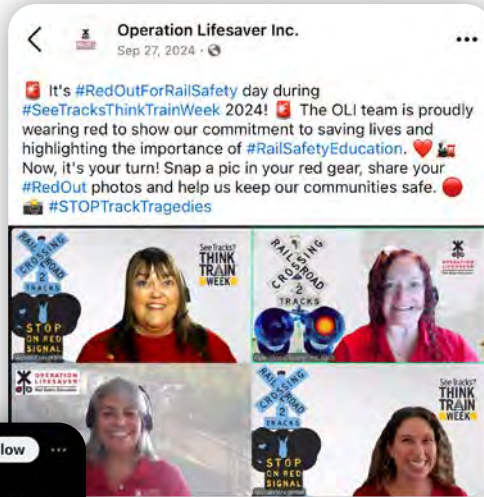 Operation Lifesaver Inc.
Sep 27, 2024 ·
It's #RedOutForRailSafety day during
#SeeTracksThinkTrainWeek 2024! The OLI team is proudly
wearing red to show our commitment to saving lives and
highlighting the importance of #RailSafetyEducation.
Now, it's your turn! Snap a pic in your red gear, share your
#RedOut photos and help us keep our communities safe.
#STOPTrackTragedies
RAILROAD
CROSSING
2
TRACKS
STOP
ON RED
SIGNAL
See Tracks?
THINK
TRAIN
WEEK
RAILROAD
CROSSING
2
TRACKS
OPERATION
LIFESAVER
OPERATION
LIFESAVER
Rail Safety Education
RAILROAD
CROSSING
2
TRACKS
STOP
ON RED
SIGNAL
See Tracks?
THINK
TRAIN
WEEK
low